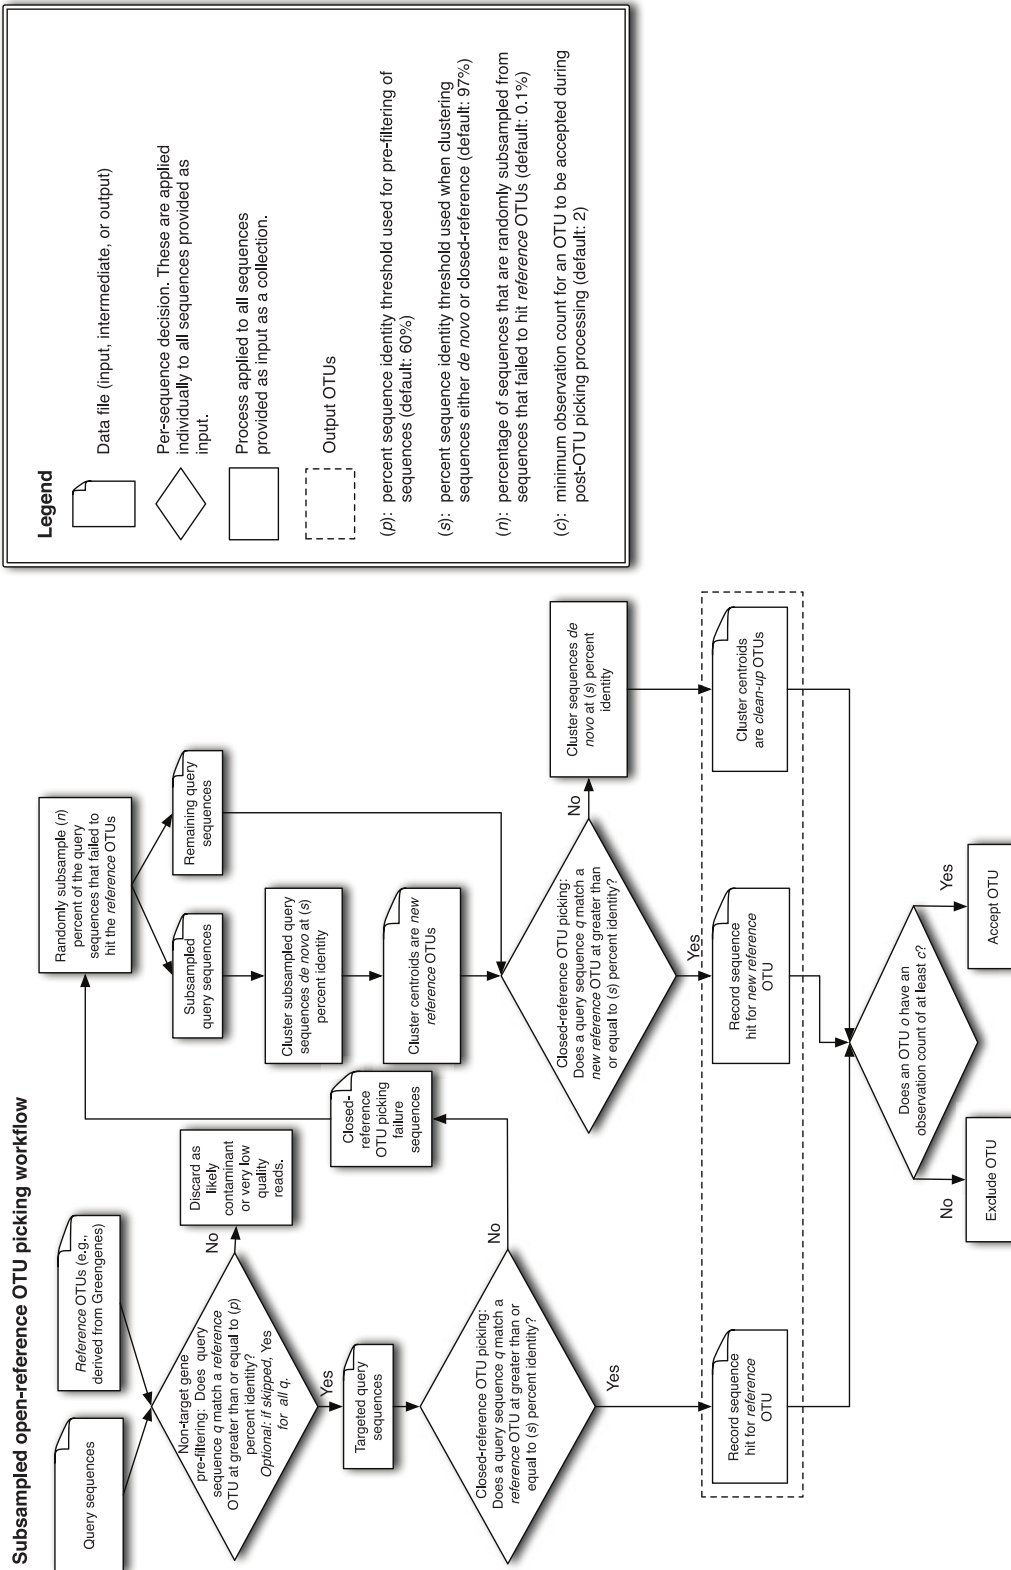 Subsampled open-reference OTU picking workflow
Query sequences
Reference OTUs (e.g.,
derived from Greengenes)
Non-target gene
pre-filtering: Does query
sequence q match a reference
OTU at greater than or equal to (p)
percent identity?
Optional: if skipped, Yes
for all q.
No
Discard as
likely
contaminant
or very low
quality
reads.
Yes
Targeted query
sequences
Closed-reference OTU picking:
Does a query sequence q match a
reference OTU at greater than or
equal to (s) percent identity?
No
Closed-
reference
OTU picking
failure
sequences
Yes
Record sequence
hit for reference
OTU
Randomly subsample (n)
percent of the query
sequences that failed to
hit the reference OTUs
Subsampled
query sequences
Remaining query
sequences
Cluster subsampled query
sequences de novo at (s)
percent identity
Cluster centroids are new
reference OTUs
Closed-reference OTU picking:
Does a query sequence q match a
new reference OTU at greater than
or equal to (s) percent identity?
No
Cluster sequences de
novo at (s) percent
identity
Yes
Record sequence
hit for new reference
OTU
Cluster centroids
are clean-up OTUs
Does an OTU o have an
observation count of at least c?
No
Exclude OTU
Yes
Accept OTU
Legend
Data file (input, intermediate, or output)
Per-sequence decision. These are applied
individually to all sequences provided as
input.
Process applied to all sequences
provided as input as a collection.
Output OTUs
(p): percent sequence identity threshold used for pre-filtering of
sequences (default: 60%)
(s): percent sequence identity threshold used when clustering
sequences either de novo or closed-reference (default: 97%)
(n): percentage of sequences that are randomly subsampled from
sequences that failed to hit reference OTUs (default: 0.1%)
(c): minimum observation count for an OTU to be accepted during
post-OTU picking processing (default: 2)